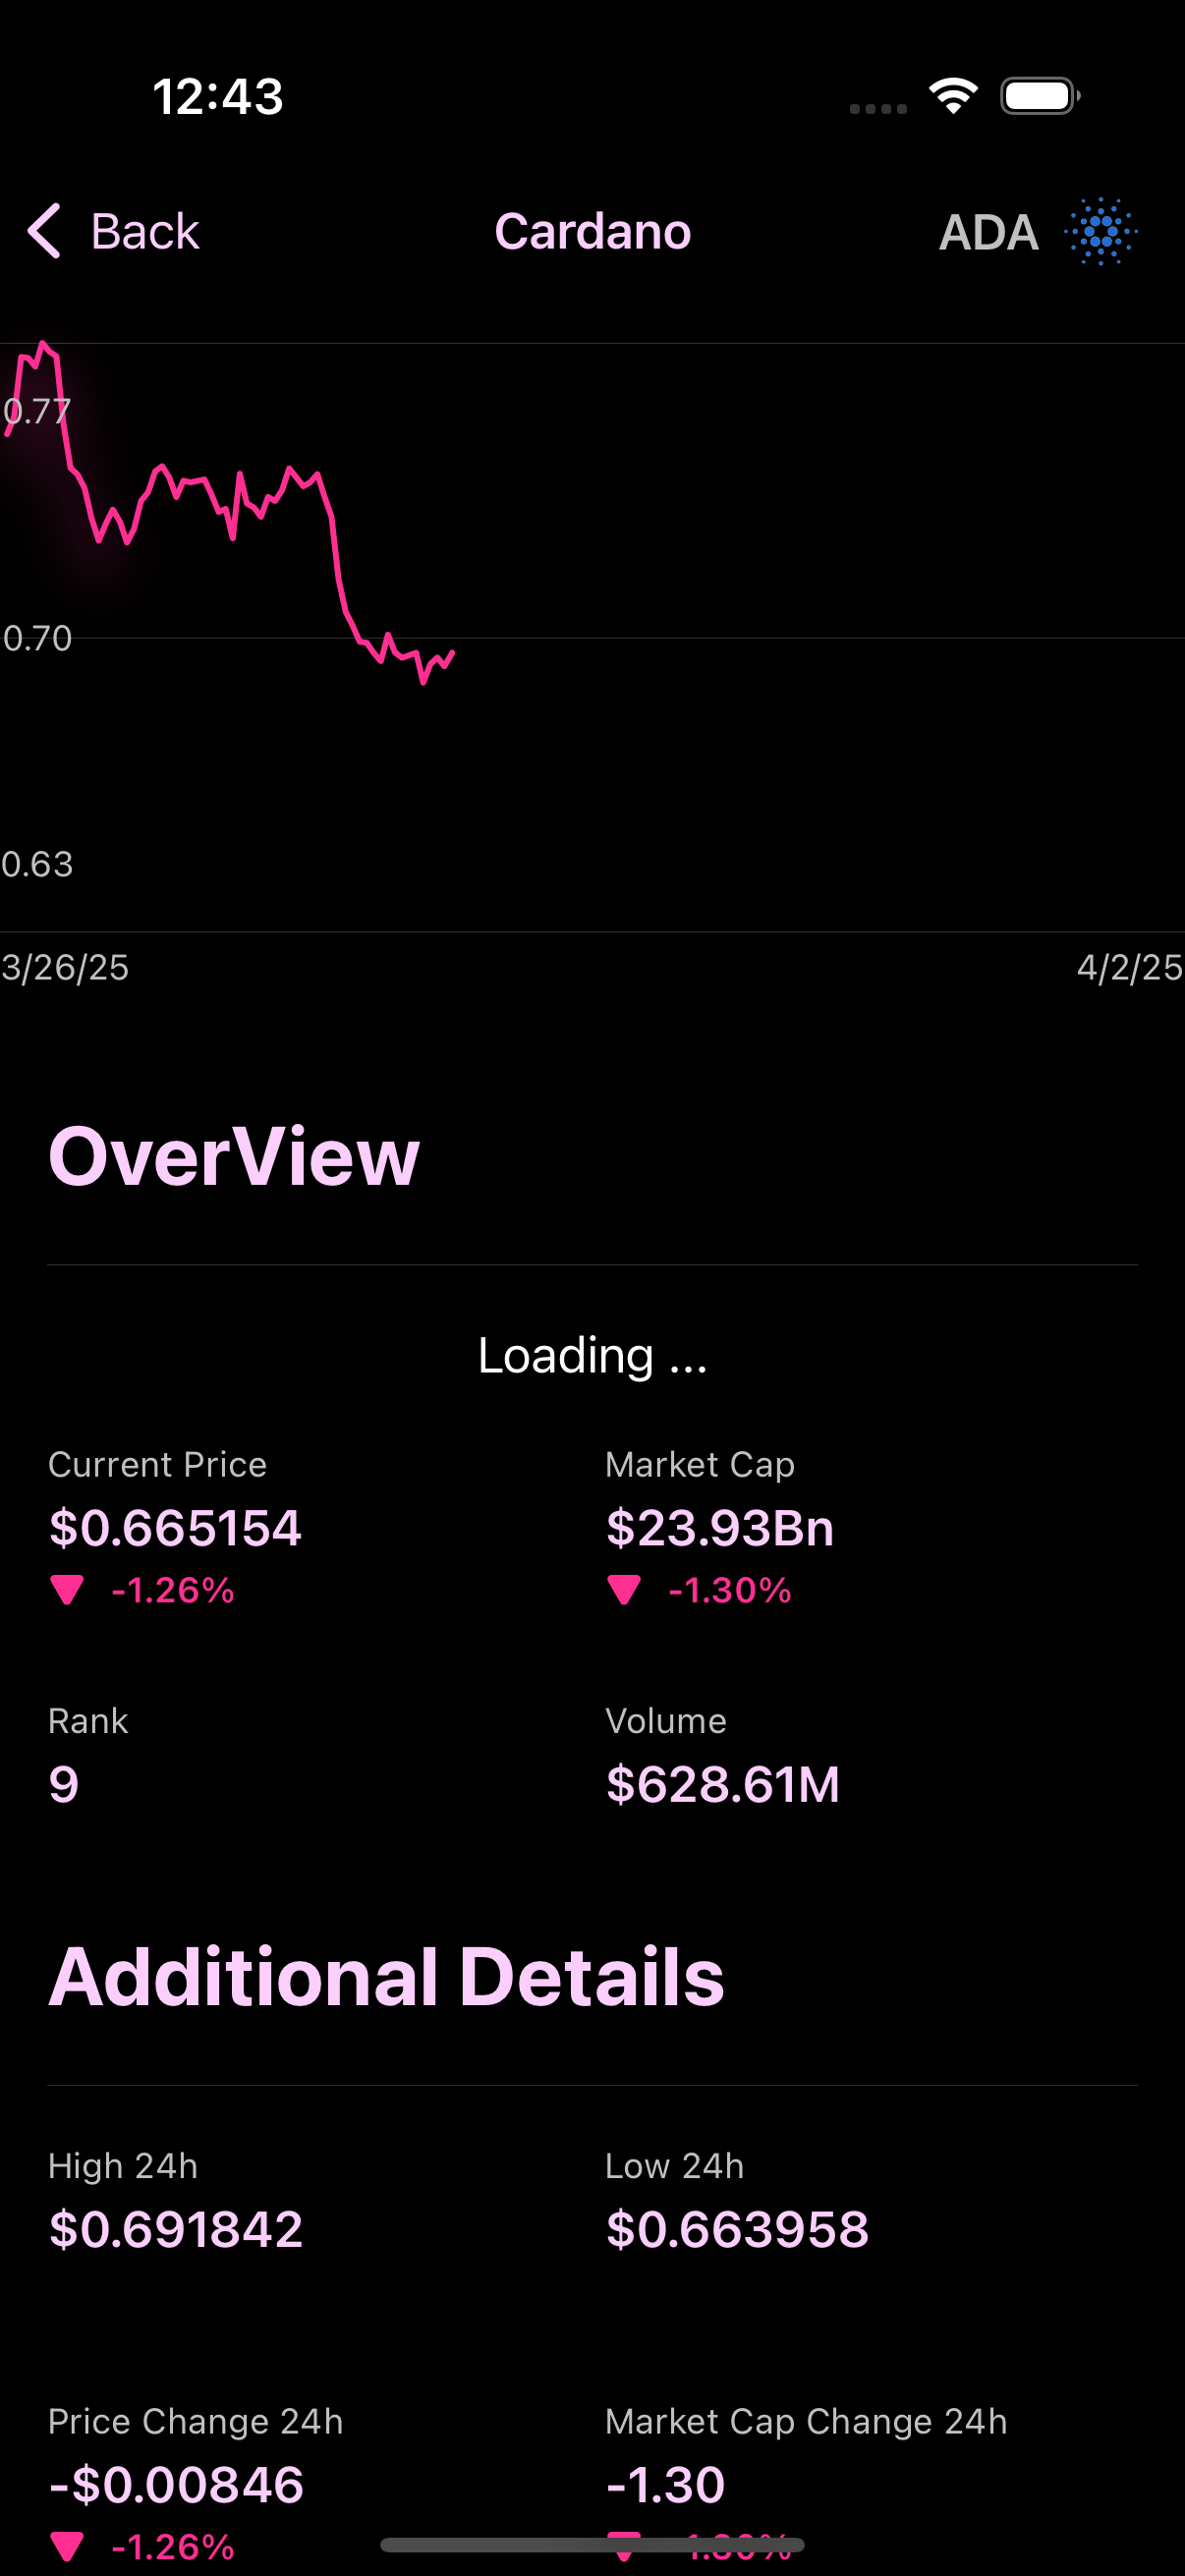 12:43
Back Cardano ADA
0.77
0.70
0.63
3/26/25 4/2/25
OverView
Loading ...
Current Price Market Cap
$0.665154 $23.93Bn
-1.26% -1.30%
Rank Volume
9 $628.61M
Additional Details
High 24h Low 24h
$0.691842 $0.663958
Price Change 24h Market Cap Change 24h
-$0.00846 -1.30
-1.26%